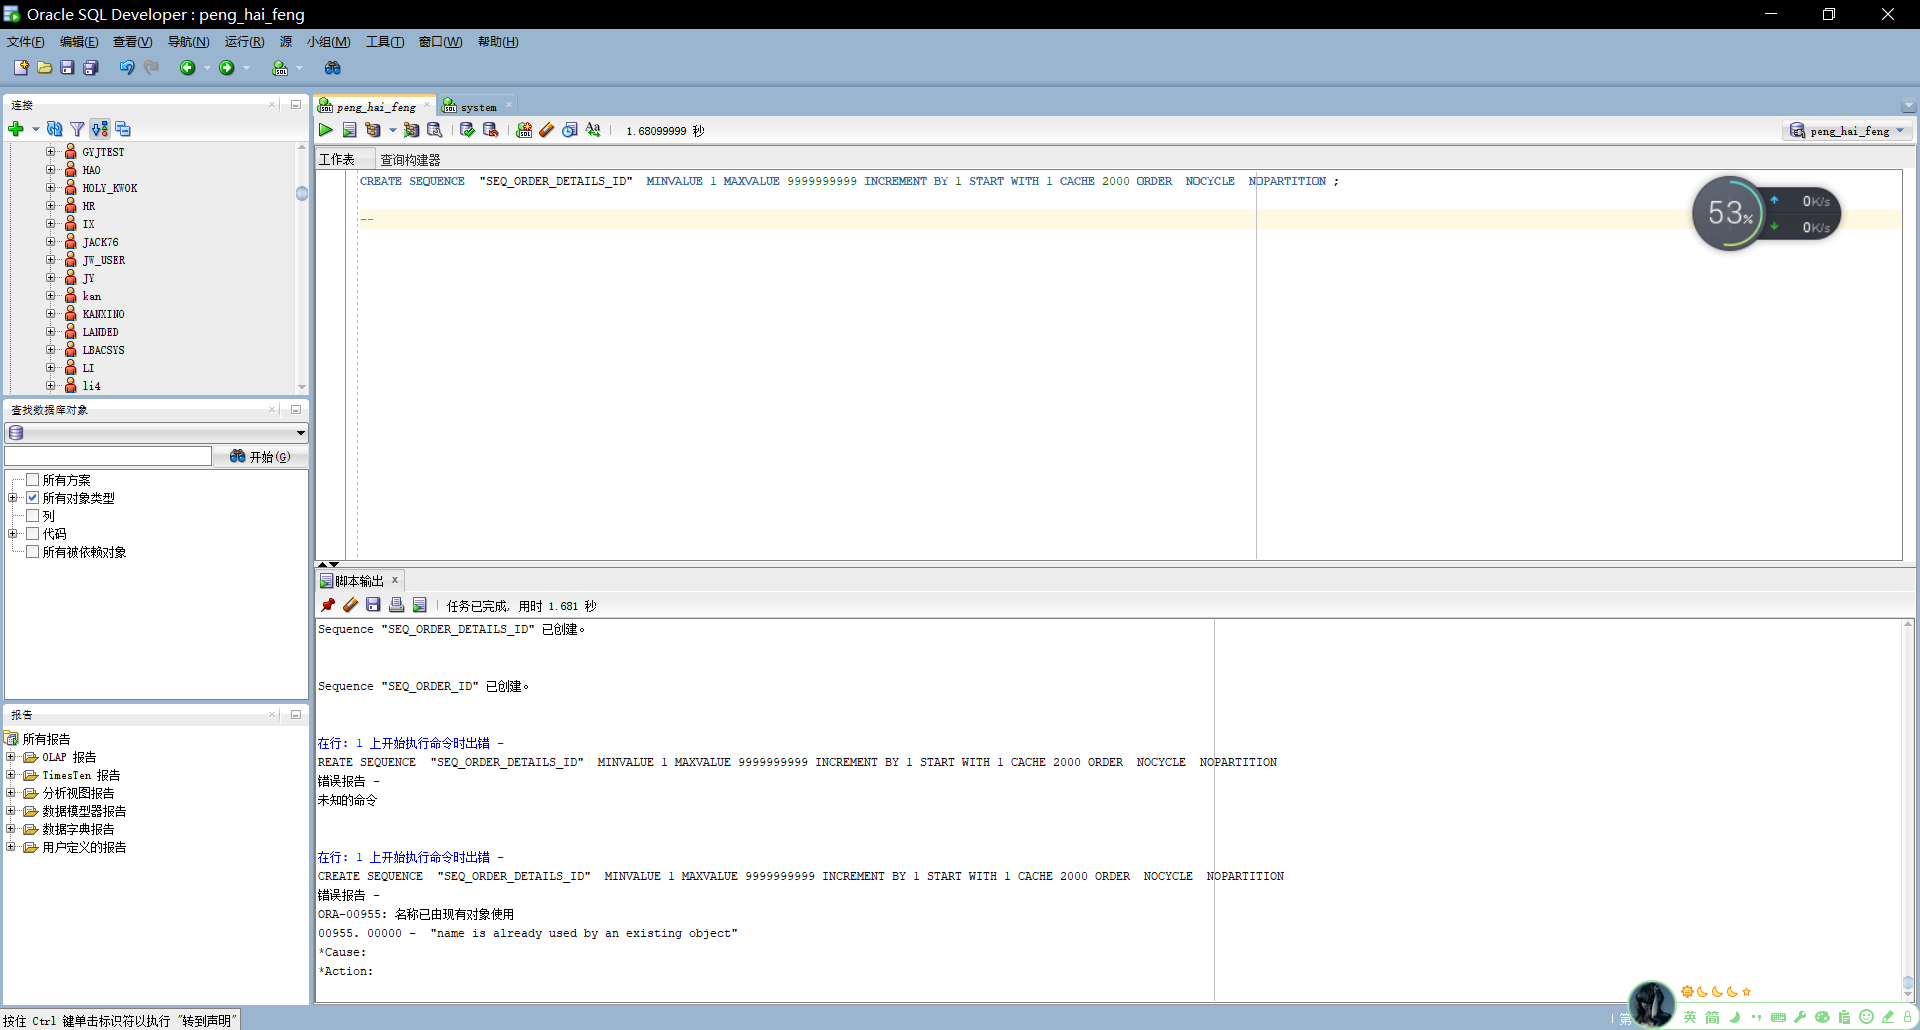 Oracle SQL Developer : peng_hai_feng
文件(F) 编辑(E) 查看(V) 导航(N) 运行(R) 源 小组(M) 工具(T) 窗口(W) 帮助(H)
连接
GYJTEST
HAO
HOLY_KWOK
HR
IX
JACK76
JW_USER
JY
kan
KANXINO
LANDED
LBACSYS
LI
li4
查找数据库对象
开始(G)
所有方案
所有对象类型
列
代码
所有被依赖对象
报告
所有报告
OLAP 报告
TimesTen 报告
分析视图报告
数据模型器报告
数据字典报告
用户定义的报告
peng_hai_feng system
1.68099999 秒
peng_hai_feng
工作表 查询构建器
CREATE SEQUENCE  "SEQ_ORDER_DETAILS_ID"  MINVALUE 1 MAXVALUE 9999999999 INCREMENT BY 1 START WITH 1 CACHE 2000 ORDER  NOCYCLE  NOPARTITION ;
--
53%
0K/s
0K/s
脚本输出
任务已完成, 用时 1.681 秒
Sequence "SEQ_ORDER_DETAILS_ID" 已创建。
Sequence "SEQ_ORDER_ID" 已创建。
在行: 1 上开始执行命令时出错 -
REATE SEQUENCE  "SEQ_ORDER_DETAILS_ID"  MINVALUE 1 MAXVALUE 9999999999 INCREMENT BY 1 START WITH 1 CACHE 2000 ORDER  NOCYCLE  NOPARTITION
错误报告 -
未知的命令
在行: 1 上开始执行命令时出错 -
CREATE SEQUENCE  "SEQ_ORDER_DETAILS_ID"  MINVALUE 1 MAXVALUE 9999999999 INCREMENT BY 1 START WITH 1 CACHE 2000 ORDER  NOCYCLE  NOPARTITION
错误报告 -
ORA-00955: 名称已由现有对象使用
00955. 00000 -  "name is already used by an existing object"
*Cause:
*Action:
按住 Ctrl 键单击标识符以执行 "转到声明"
第
英 简